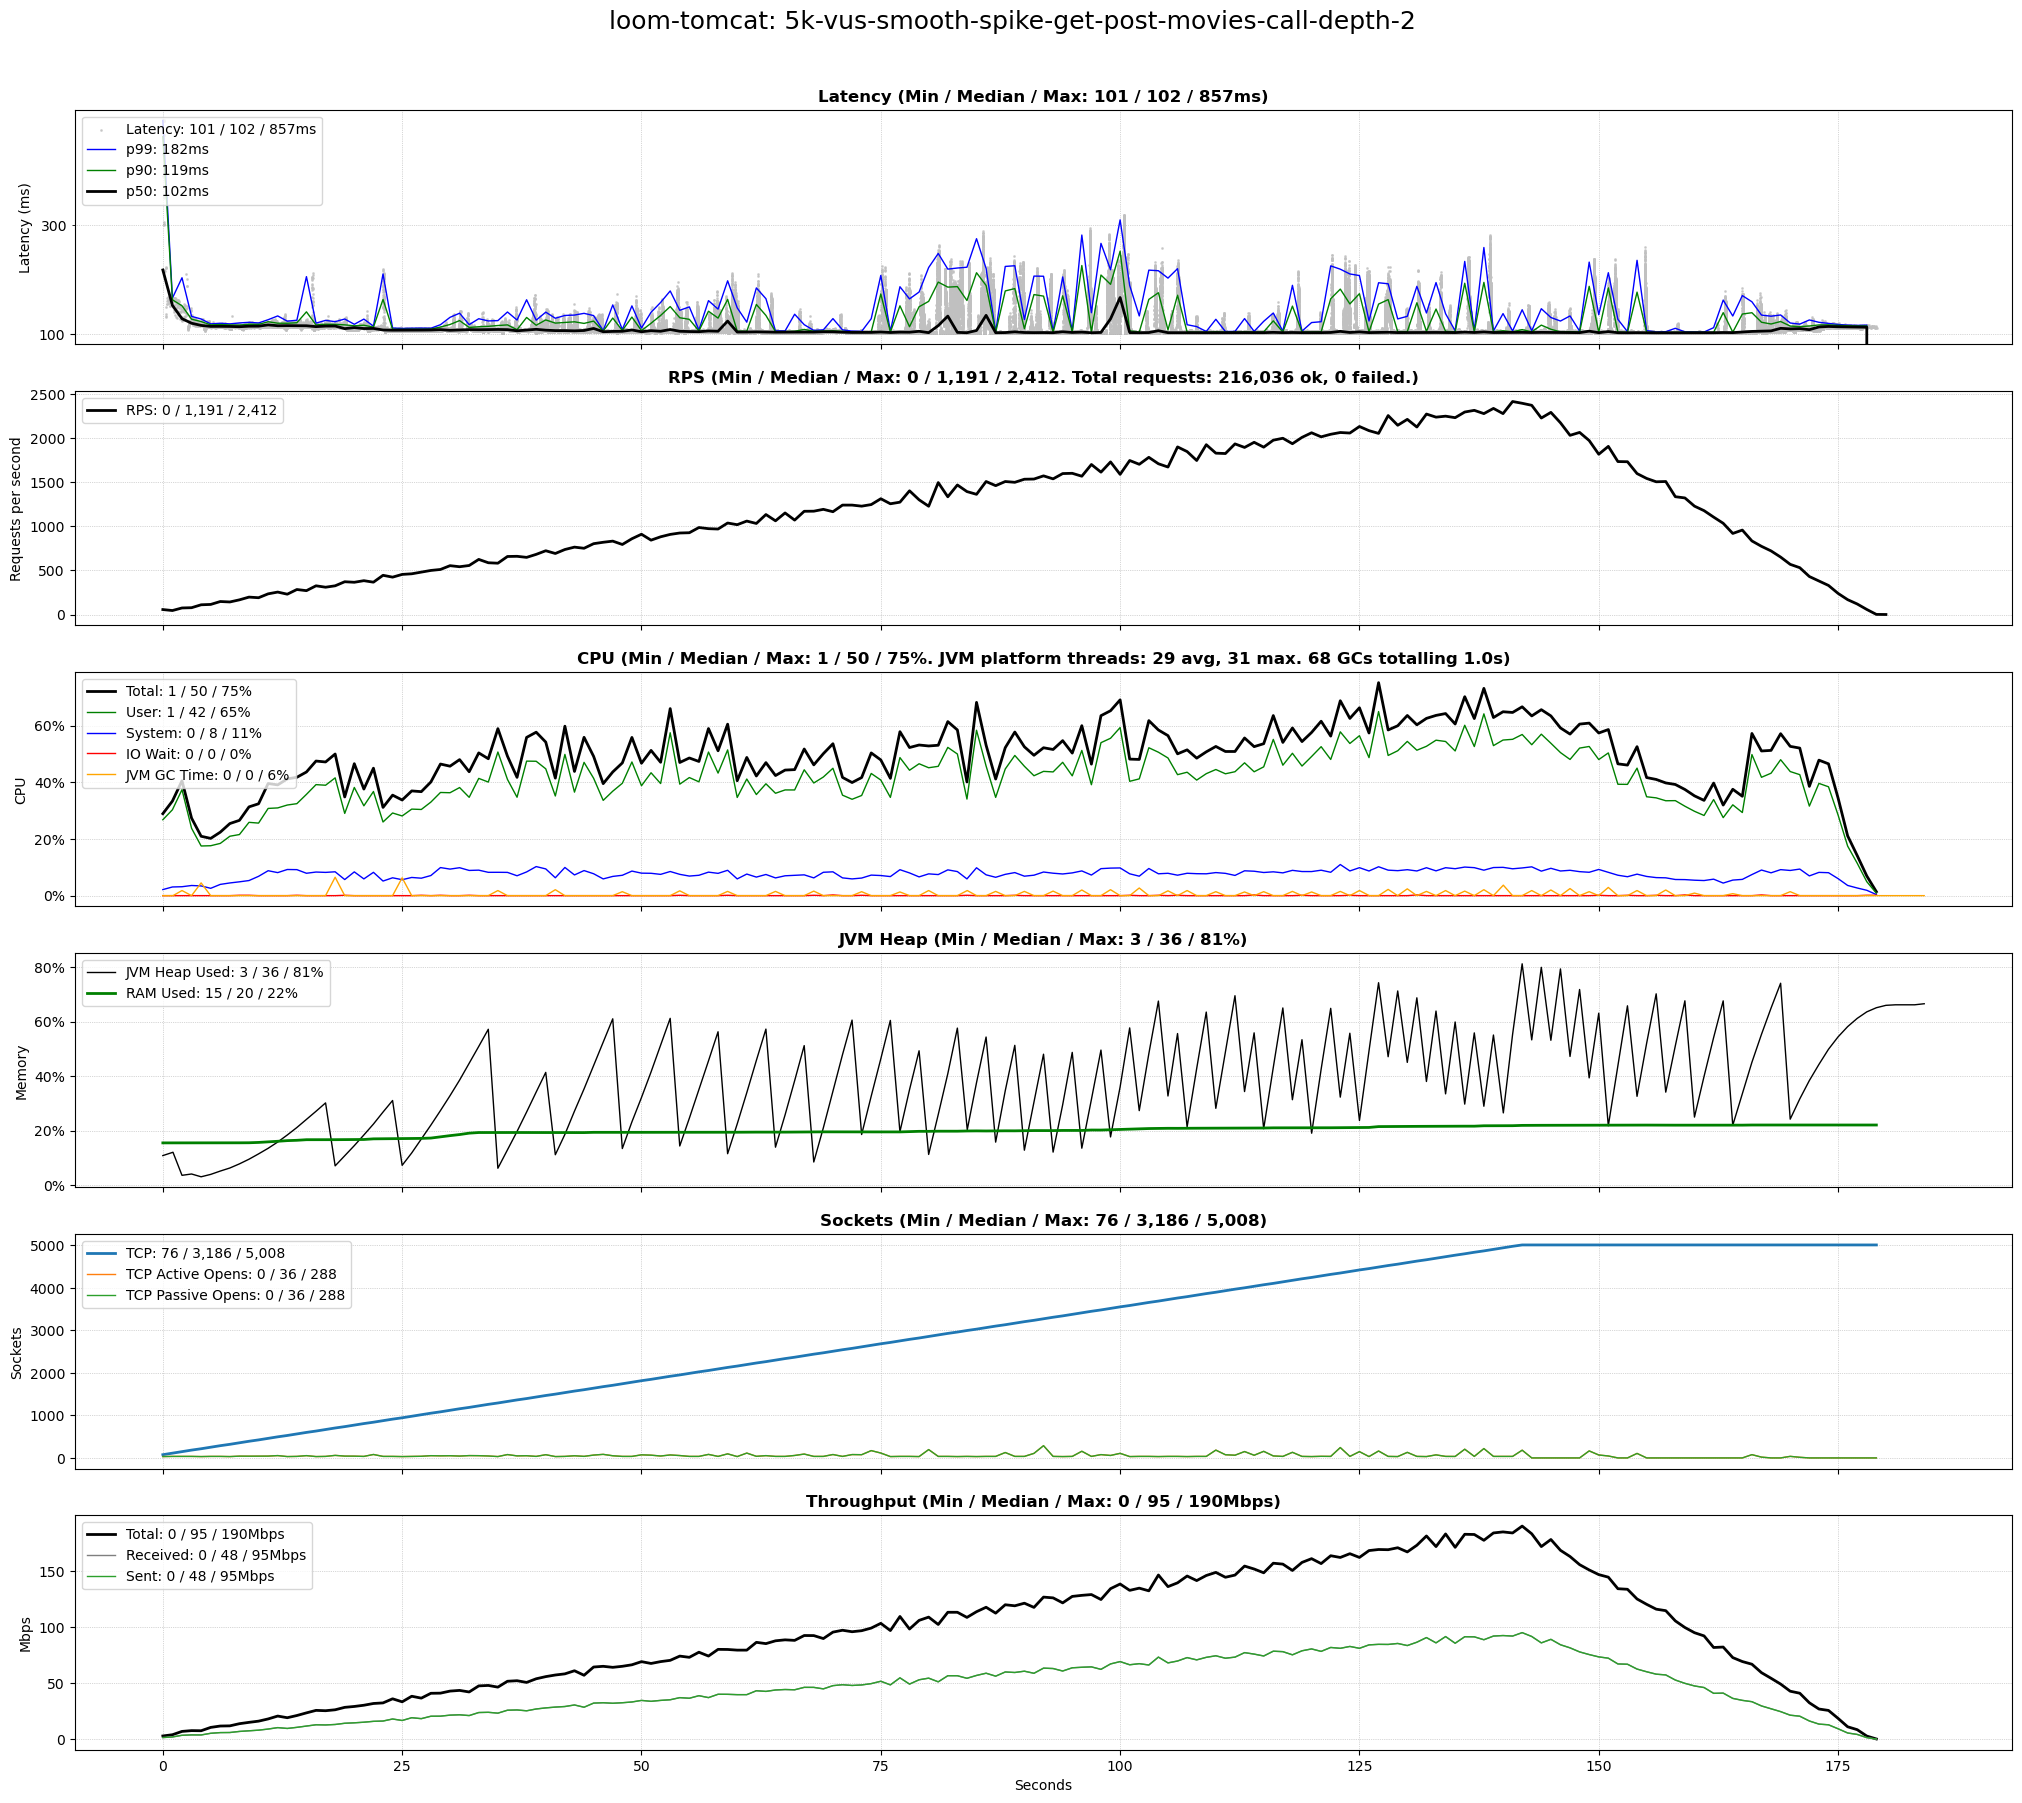 loom-tomcat: 5k-vus-smooth-spike-get-post-movies-call-depth-2
Latency (Min / Median / Max: 101 / 102 / 857ms)
Latency: 101 / 102 / 857ms
p99: 182ms
p90: 119ms
p50: 102ms
Latency (ms)
300
100
RPS (Min / Median / Max: 0 / 1,191 / 2,412. Total requests: 216,036 ok, 0 failed.)
RPS: 0 / 1,191 / 2,412
Requests per second
2500
2000
1500
1000
500
0
CPU (Min / Median / Max: 1 / 50 / 75%. JVM platform threads: 29 avg, 31 max. 68 GCs totalling 1.0s)
Total: 1 / 50 / 75%
User: 1 / 42 / 65%
System: 0 / 8 / 11%
IO Wait: 0 / 0 / 0%
JVM GC Time: 0 / 0 / 6%
CPU
60%
40%
20%
0%
JVM Heap (Min / Median / Max: 3 / 36 / 81%)
JVM Heap Used: 3 / 36 / 81%
RAM Used: 15 / 20 / 22%
Memory
80%
60%
40%
20%
0%
Sockets (Min / Median / Max: 76 / 3,186 / 5,008)
TCP: 76 / 3,186 / 5,008
TCP Active Opens: 0 / 36 / 288
TCP Passive Opens: 0 / 36 / 288
Sockets
5000
4000
3000
2000
1000
0
Throughput (Min / Median / Max: 0 / 95 / 190Mbps)
Total: 0 / 95 / 190Mbps
Received: 0 / 48 / 95Mbps
Sent: 0 / 48 / 95Mbps
Mbps
150
100
50
0
0 25 50 75 100 125 150 175
Seconds